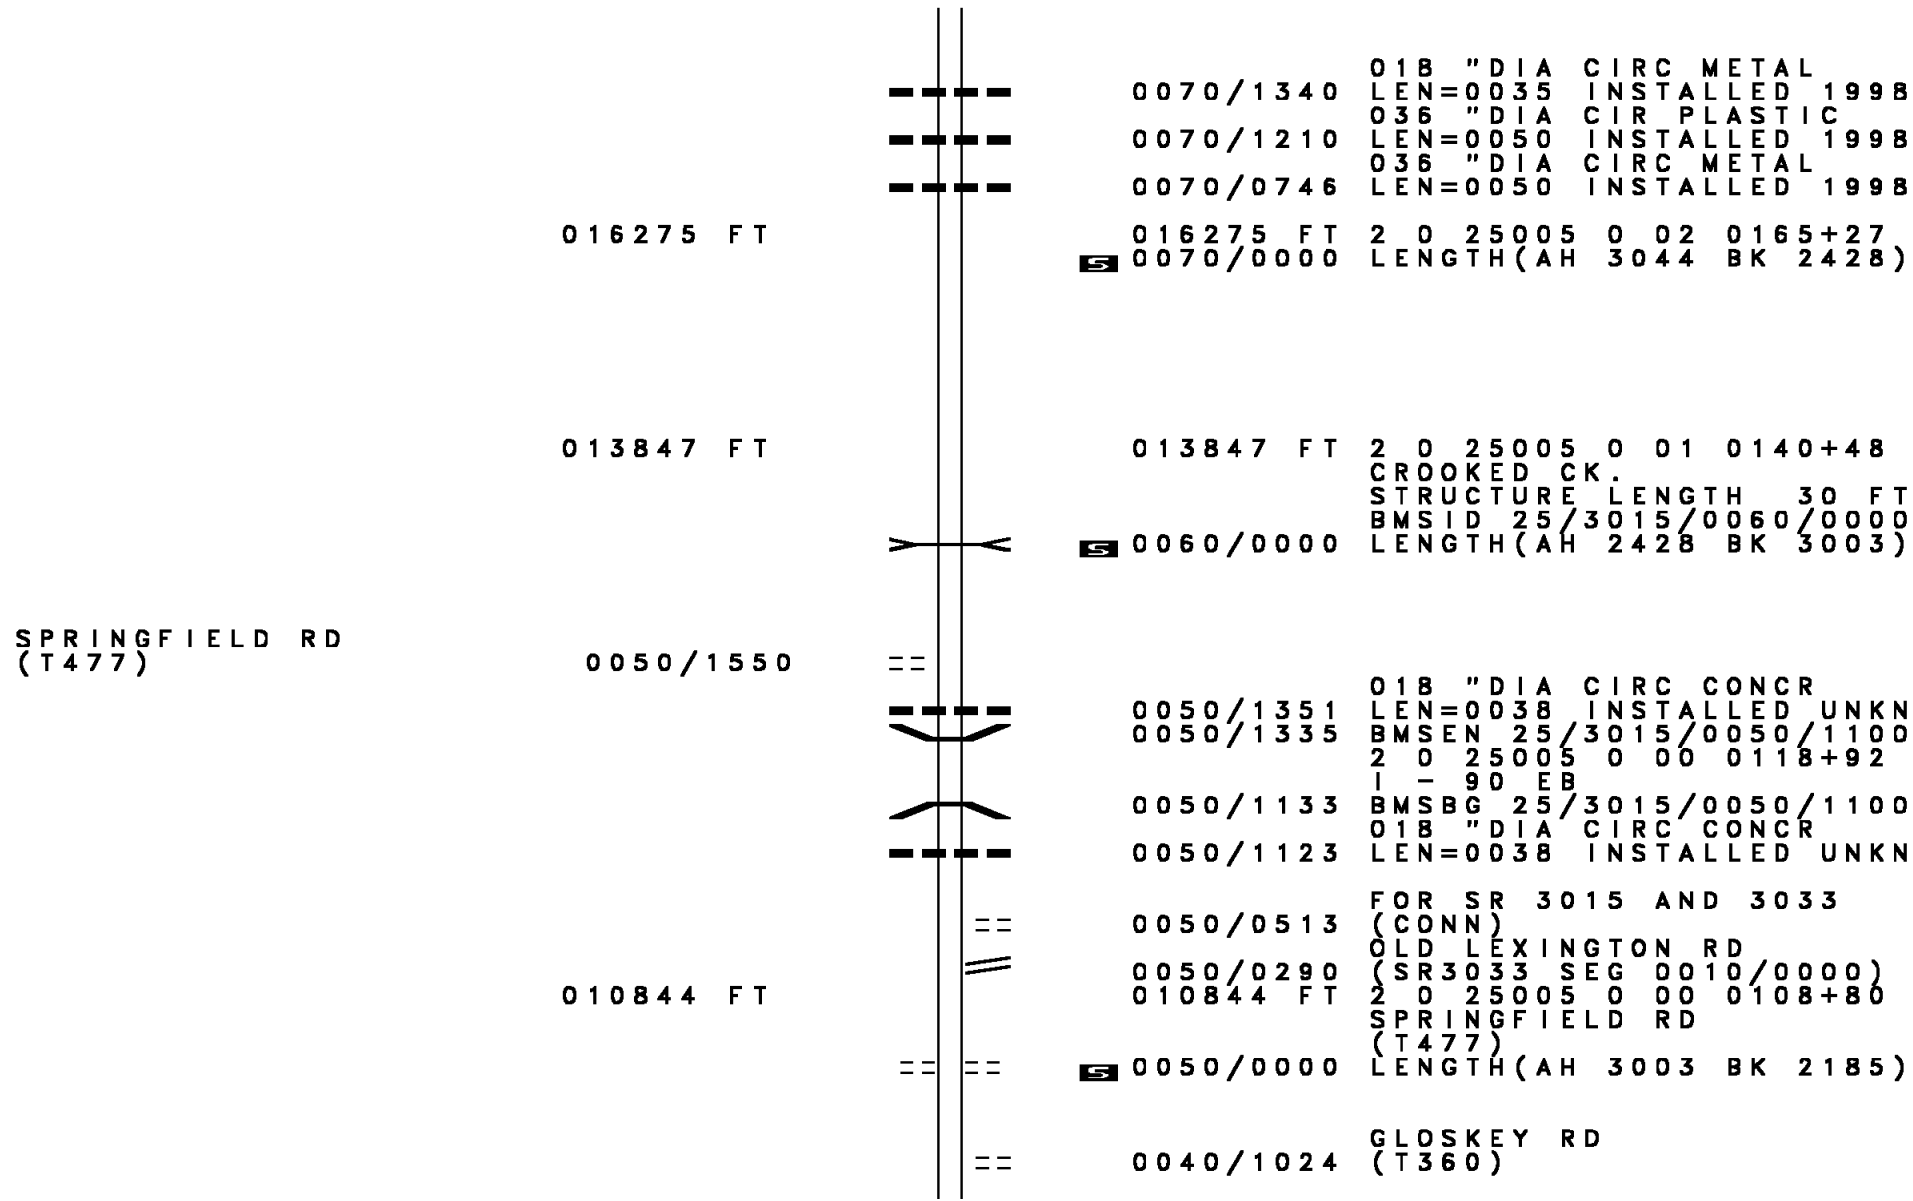 018 "DIA CIRC METAL
0070/1340 LEN=0035 INSTALLED 1998
036 "DIA CIR PLASTIC
0070/1210 LEN=0050 INSTALLED 1998
036 "DIA CIRC METAL
0070/0746 LEN=0050 INSTALLED 1998
016275 FT 016275 FT 2 0 25005 0 02 0165+27
S 0070/0000 LENGTH(AH 3044 BK 2428)
013847 FT 013847 FT 2 0 25005 0 01 0140+48
CROOKED CK.
STRUCTURE LENGTH 30 FT
BMSID 25/3015/0060/0000
S 0060/0000 LENGTH(AH 2428 BK 3003)
SPRINGFIELD RD
(T477) 0050/1550
018 "DIA CIRC CONCR
0050/1351 LEN=0038 INSTALLED UNKN
0050/1335 BMSEN 25/3015/0050/1100
2 0 25005 0 00 0118+92
I - 90 EB
0050/1133 BMSBG 25/3015/0050/1100
018 "DIA CIRC CONCR
0050/1123 LEN=0038 INSTALLED UNKN
FOR SR 3015 AND 3033
0050/0513 (CONN)
OLD LEXINGTON RD
0050/0290 (SR3033 SEG 0010/0000)
010844 FT 010844 FT 2 0 25005 0 00 0108+80
SPRINGFIELD RD
(T477)
S 0050/0000 LENGTH(AH 3003 BK 2185)
GLOSKEY RD
0040/1024 (T360)